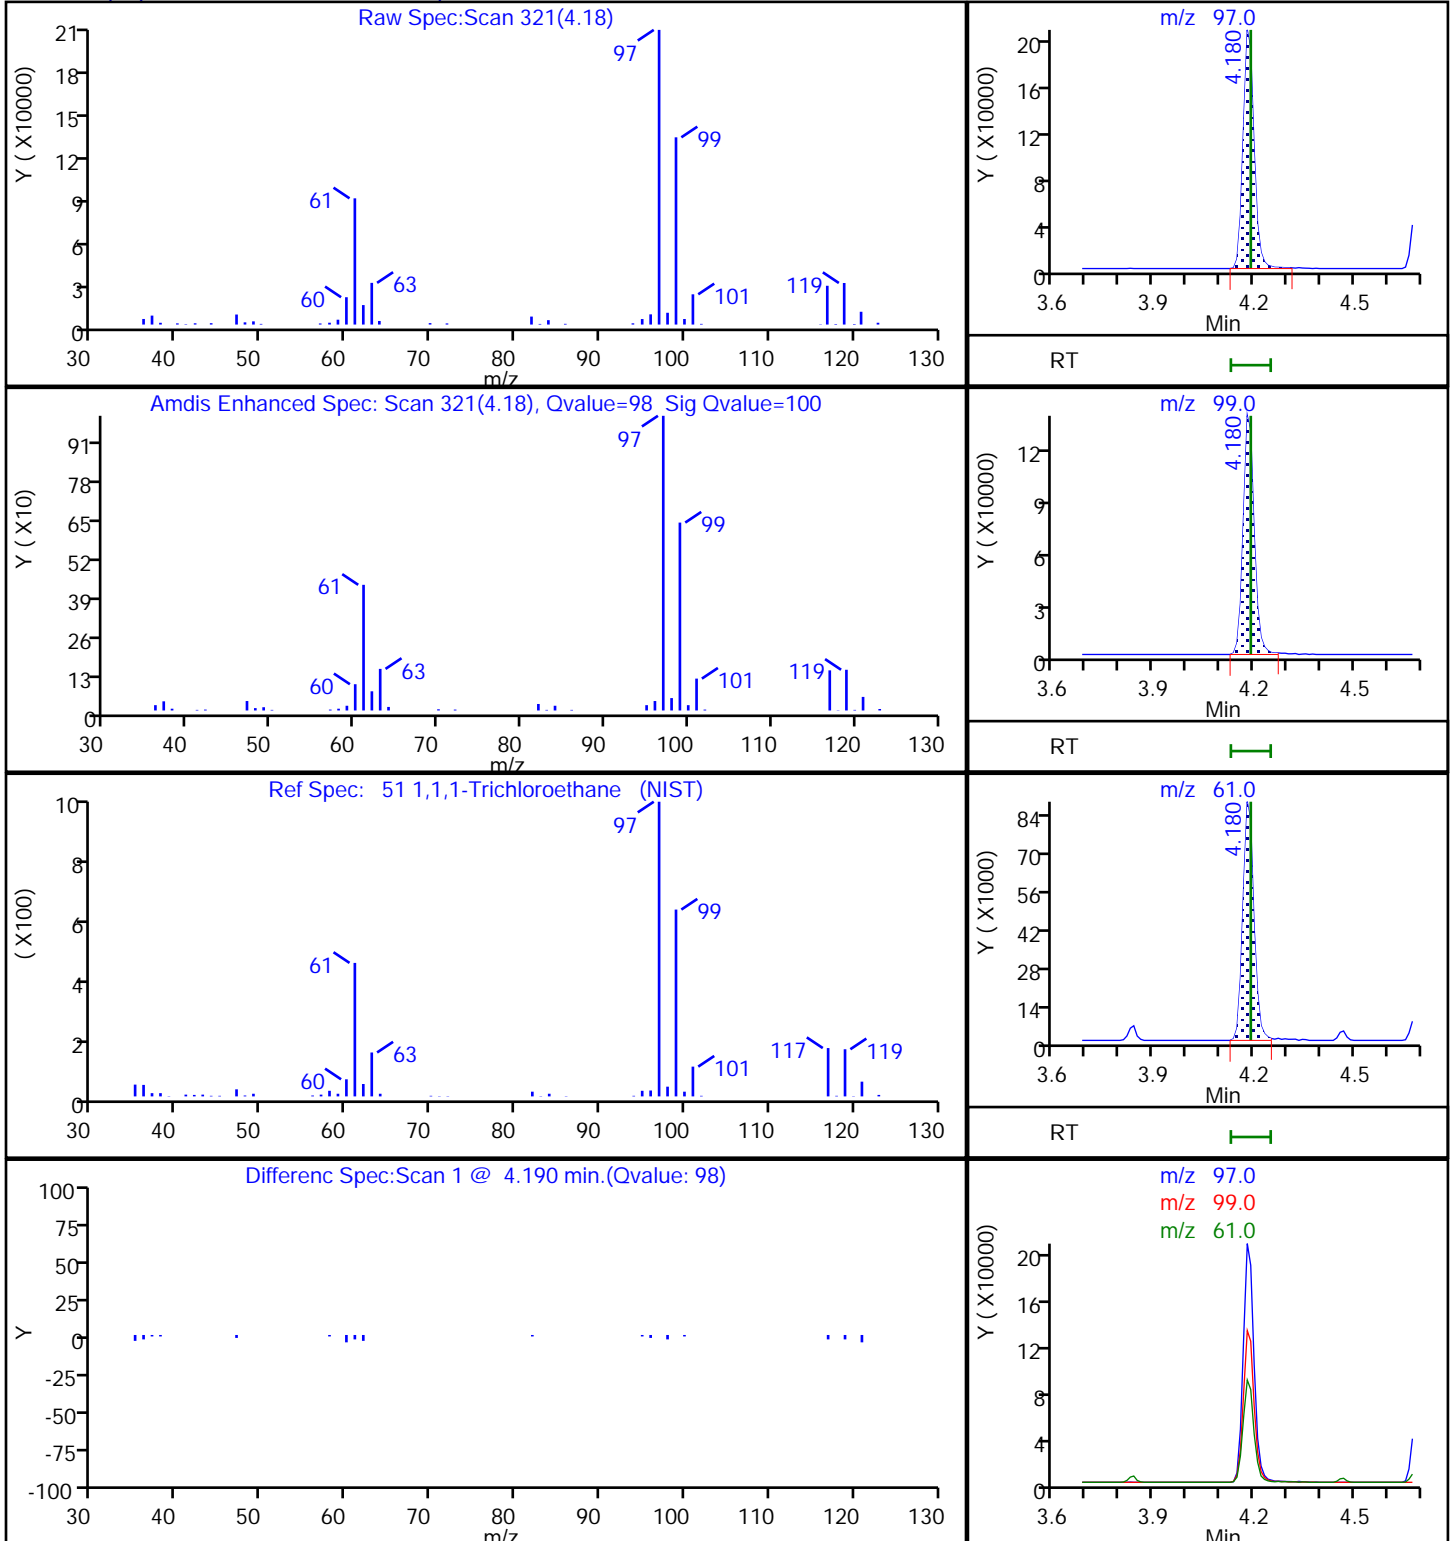 Raw Spec:Scan 321(4.18)
Y ( X10000)
21
18
15
12
9
6
3
0
97
99
61
60
63
101
119
30 40 50 60 70 80 90 100 110 120 130
m/z
m/z 97.0
Y ( X10000)
20
16
12
8
4
0
4.180
3.6 3.9 4.2 4.5
Min
RT
Amdis Enhanced Spec: Scan 321(4.18), Qvalue=98 Sig Qvalue=100
Y ( X10)
91
78
65
52
39
26
13
0
97
99
61
60
63
101
119
30 40 50 60 70 80 90 100 110 120 130
m/z
m/z 99.0
Y ( X10000)
12
9
6
3
0
4.180
3.6 3.9 4.2 4.5
Min
RT
Ref Spec: 51 1,1,1-Trichloroethane (NIST)
( X100)
10
8
6
4
2
0
97
99
61
60
63
101
117
119
30 40 50 60 70 80 90 100 110 120 130
m/z 61.0
Y ( X1000)
84
70
56
42
28
14
0
4.180
3.6 3.9 4.2 4.5
Min
RT
Differenc Spec:Scan 1 @ 4.190 min.(Qvalue: 98)
Y
100
75
50
25
0
-25
-50
-75
-100
30 40 50 60 70 80 90 100 110 120 130
m/z
m/z 97.0
m/z 99.0
m/z 61.0
Y ( X10000)
20
16
12
8
4
0
3.6 3.9 4.2 4.5
Min